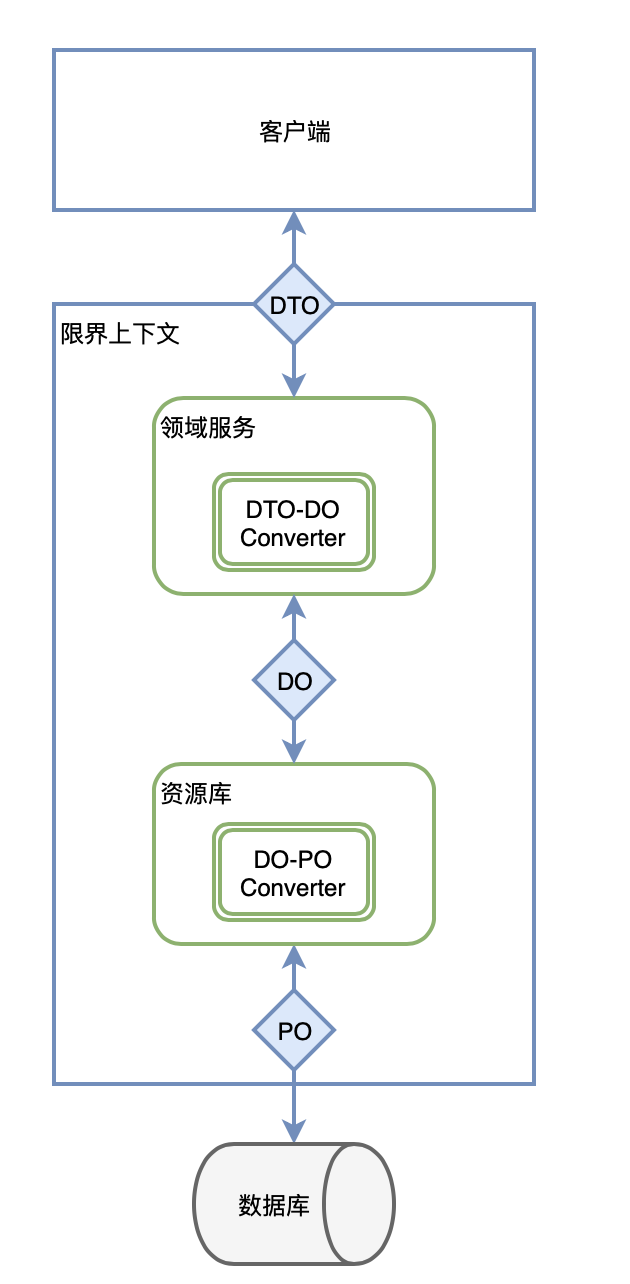 客户端
DTO
限界上下文
领域服务
DTO-DO
Converter
DO
资源库
DO-PO
Converter
PO
数据库